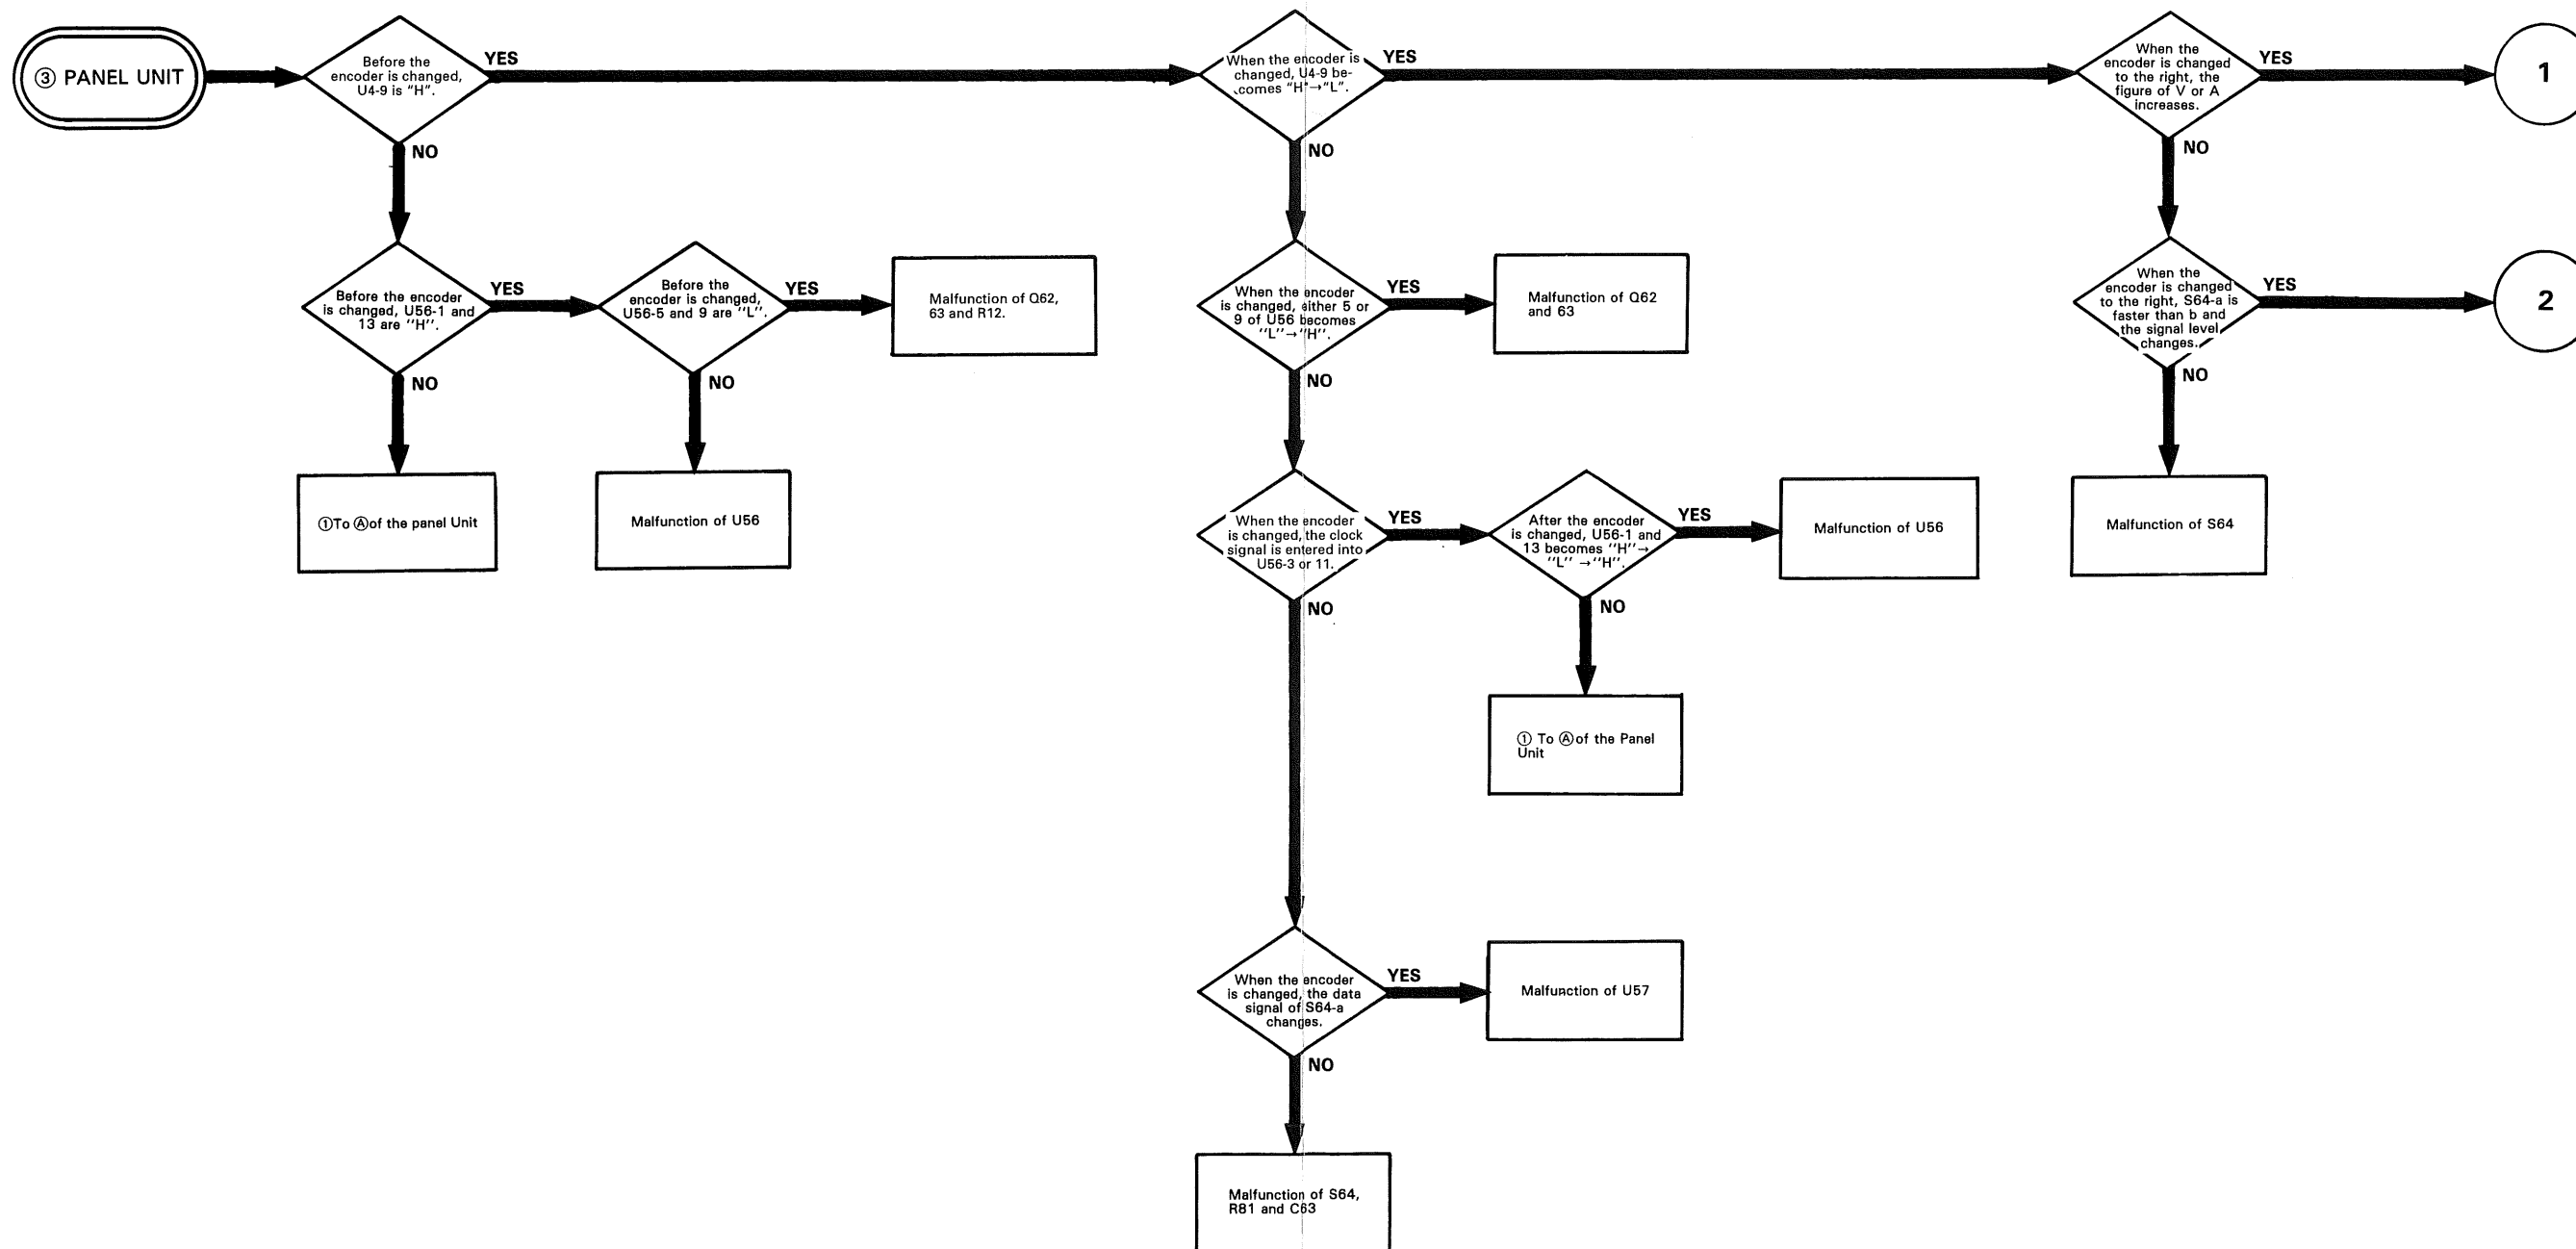 ③ PANEL UNIT
Before the
encoder is changed,
U4-9 is "H".
YES
NO
When the encoder is
changed, U4-9 be-
comes "H"→"L".
YES
NO
When the
encoder is changed
to the right, the
figure of V or A
increases.
YES
NO
1
Before the encoder
is changed, U56-1 and
13 are "H".
YES
NO
Before the
encoder is changed,
U56-5 and 9 are "L".
YES
NO
Malfunction of Q62,
63 and R12.
When the encoder
is changed, either 5 or
9 of U56 becomes
"L"→"H".
YES
NO
Malfunction of Q62
and 63
When the
encoder is changed
to the right, S64-a is
faster than b and
the signal level
changes.
YES
NO
2
①To Ⓐof the panel Unit
Malfunction of U56
When the encoder
is changed, the clock
signal is entered into
U56-3 or 11.
YES
NO
After the encoder
is changed, U56-1 and
13 becomes "H"→
"L" →"H".
YES
NO
Malfunction of U56
Malfunction of S64
① To Ⓐof the Panel
Unit
When the encoder
is changed, the data
signal of S64-a
changes.
YES
NO
Malfunction of U57
Malfunction of S64,
R81 and C63